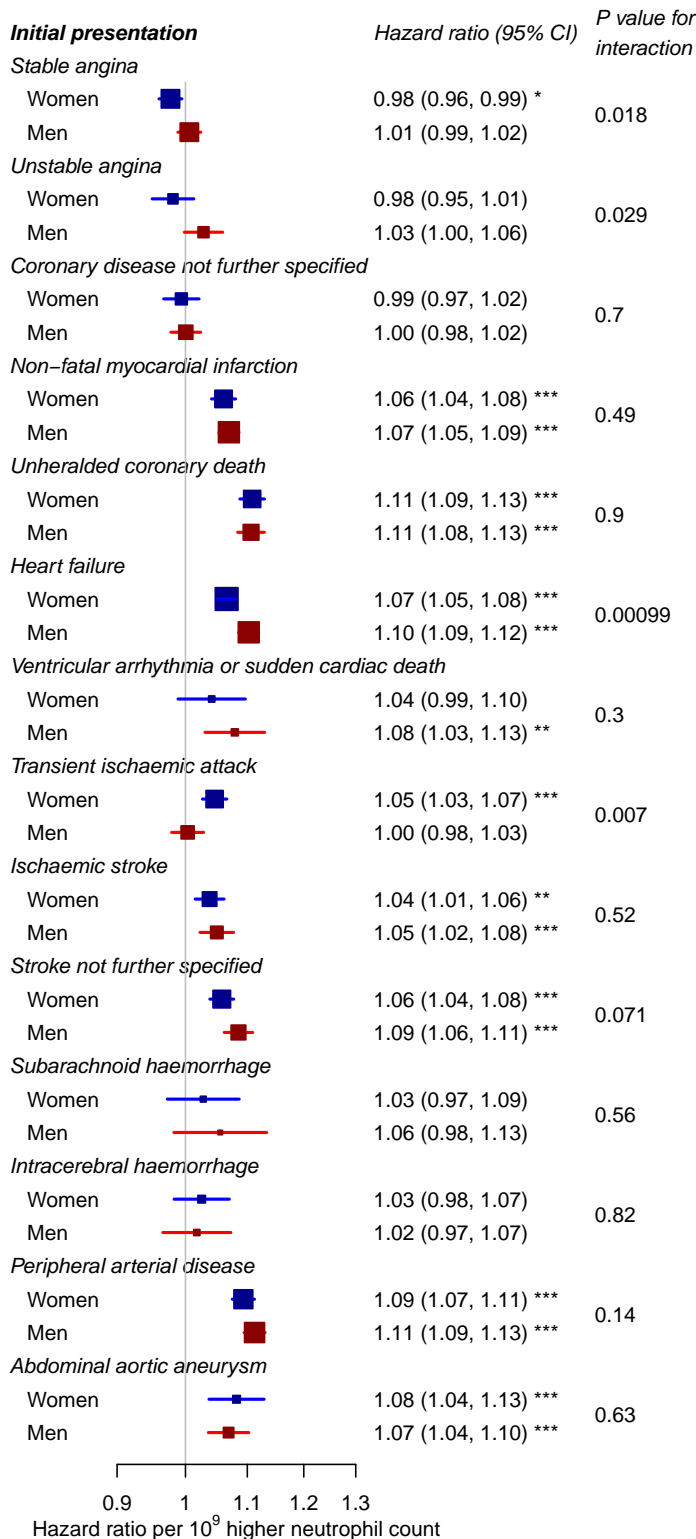 Initial presentation Hazard ratio (95% CI) P value for interaction
Stable angina
Women 0.98 (0.96, 0.99) *
0.018
Men 1.01 (0.99, 1.02)
Unstable angina
Women 0.98 (0.95, 1.01)
0.029
Men 1.03 (1.00, 1.06)
Coronary disease not further specified
Women 0.99 (0.97, 1.02)
0.7
Men 1.00 (0.98, 1.02)
Non−fatal myocardial infarction
Women 1.06 (1.04, 1.08) ***
0.49
Men 1.07 (1.05, 1.09) ***
Unheralded coronary death
Women 1.11 (1.09, 1.13) ***
0.9
Men 1.11 (1.08, 1.13) ***
Heart failure
Women 1.07 (1.05, 1.08) ***
0.00099
Men 1.10 (1.09, 1.12) ***
Ventricular arrhythmia or sudden cardiac death
Women 1.04 (0.99, 1.10)
0.3
Men 1.08 (1.03, 1.13) **
Transient ischaemic attack
Women 1.05 (1.03, 1.07) ***
0.007
Men 1.00 (0.98, 1.03)
Ischaemic stroke
Women 1.04 (1.01, 1.06) **
0.52
Men 1.05 (1.02, 1.08) ***
Stroke not further specified
Women 1.06 (1.04, 1.08) ***
0.071
Men 1.09 (1.06, 1.11) ***
Subarachnoid haemorrhage
Women 1.03 (0.97, 1.09)
0.56
Men 1.06 (0.98, 1.13)
Intracerebral haemorrhage
Women 1.03 (0.98, 1.07)
0.82
Men 1.02 (0.97, 1.07)
Peripheral arterial disease
Women 1.09 (1.07, 1.11) ***
0.14
Men 1.11 (1.09, 1.13) ***
Abdominal aortic aneurysm
Women 1.08 (1.04, 1.13) ***
0.63
Men 1.07 (1.04, 1.10) ***
0.9 1 1.1 1.2 1.3
Hazard ratio per 10⁹ higher neutrophil count